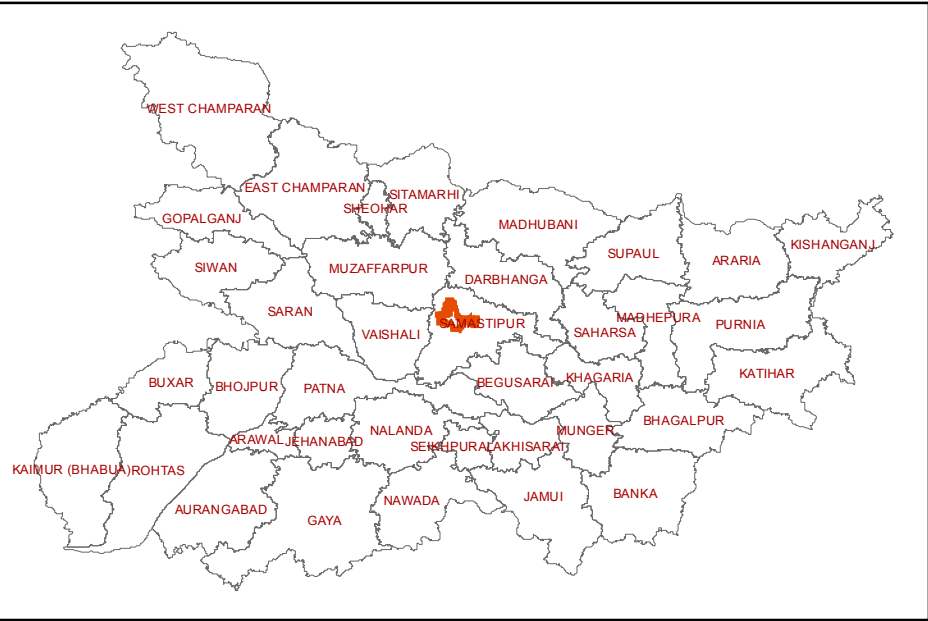 WEST CHAMPARAN
EAST CHAMPARAN
SITAMARHI
SHEOHAR
GOPALGANJ
MADHUBANI
KISHANGANJ
SUPAUL
ARARIA
SIWAN
MUZAFFARPUR
DARBHANGA
SARAN
MADHEPURA
SAMASTIPUR
PURNIA
VAISHALI
SAHARSA
KATIHAR
BUXAR
BHOJPUR
PATNA
BEGUSARAI
KHAGARIA
BHAGALPUR
NALANDA
MUNGER
ARAWAL
JEHANABAD
SEIKHPURA
LAKHISARAI
KAIMUR (BHABUA)
ROHTAS
JAMUI
BANKA
NAWADA
AURANGABAD
GAYA